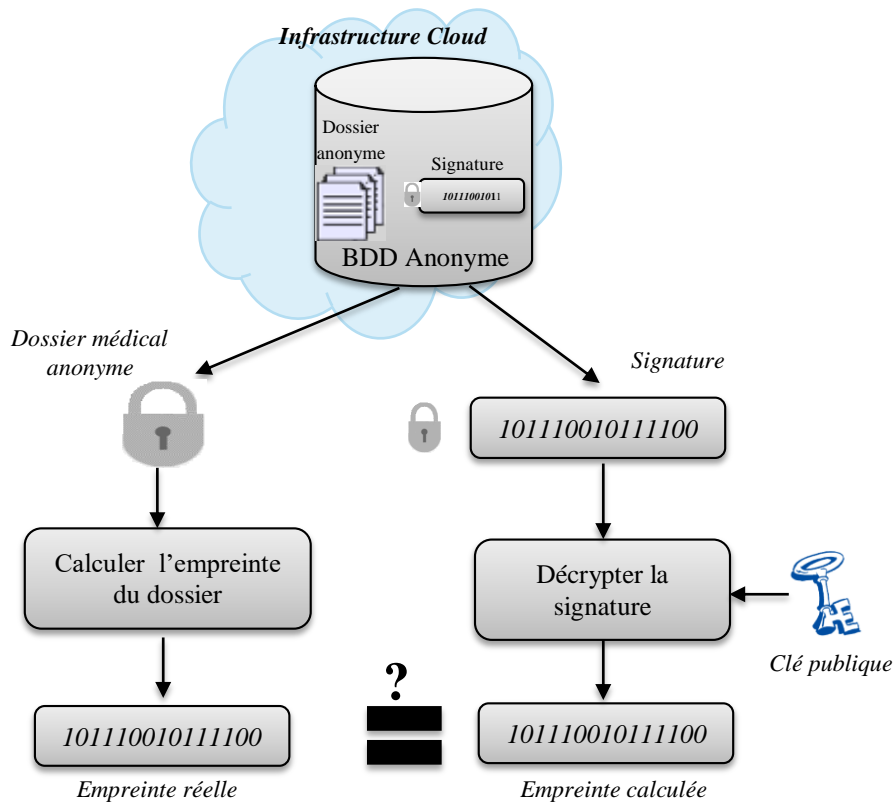 Infrastructure Cloud
Dossier
anonyme
Signature
10111001011
BDD Anonyme
Dossier médical
anonyme
Signature
101110010111100
Calculer l’empreinte
du dossier
Décrypter la
signature
Clé publique
?
101110010111100
101110010111100
Empreinte réelle
Empreinte calculée